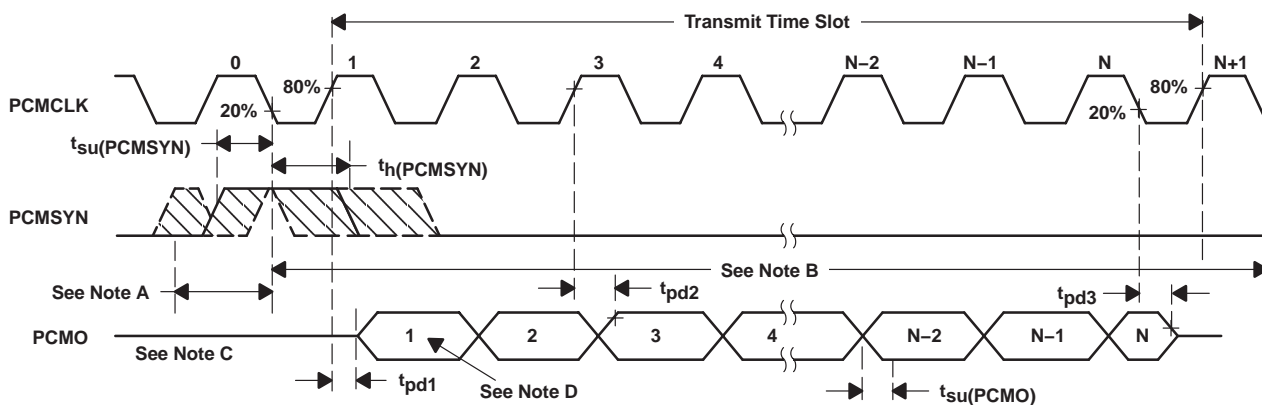 Transmit Time Slot
0 1 2 3 4 N–2 N–1 N N+1
80% 80%
PCMCLK
20% 20%
tsu(PCMSYN)
th(PCMSYN)
PCMSYN
See Note B
See Note A
tpd2 tpd3
PCMO 1 2 3 4 N–2 N–1 N
See Note C
tpd1 See Note D tsu(PCMO)